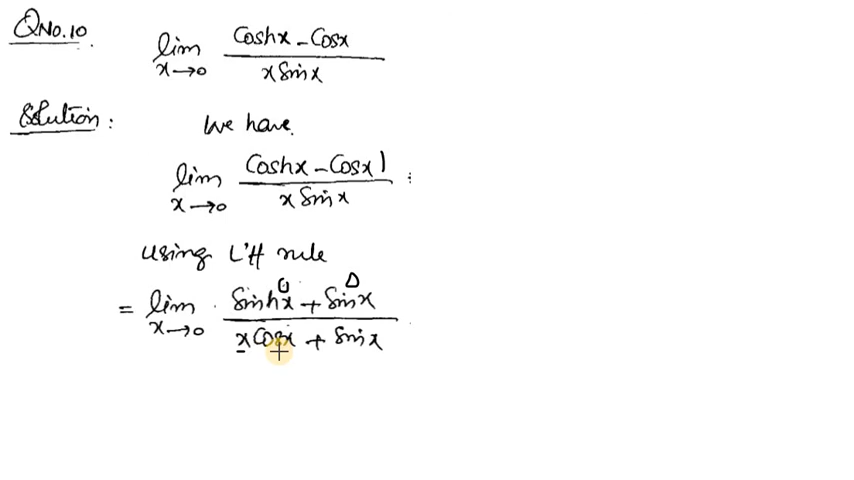 QNo.10.
lim x→0 Coshx - Cosx / x Sinx
Solution: We have.
lim x→0 Coshx - Cosx / x Sinx
using L'H rule
= lim x→0 Sinhx + Sinx / x Cosx + Sinx